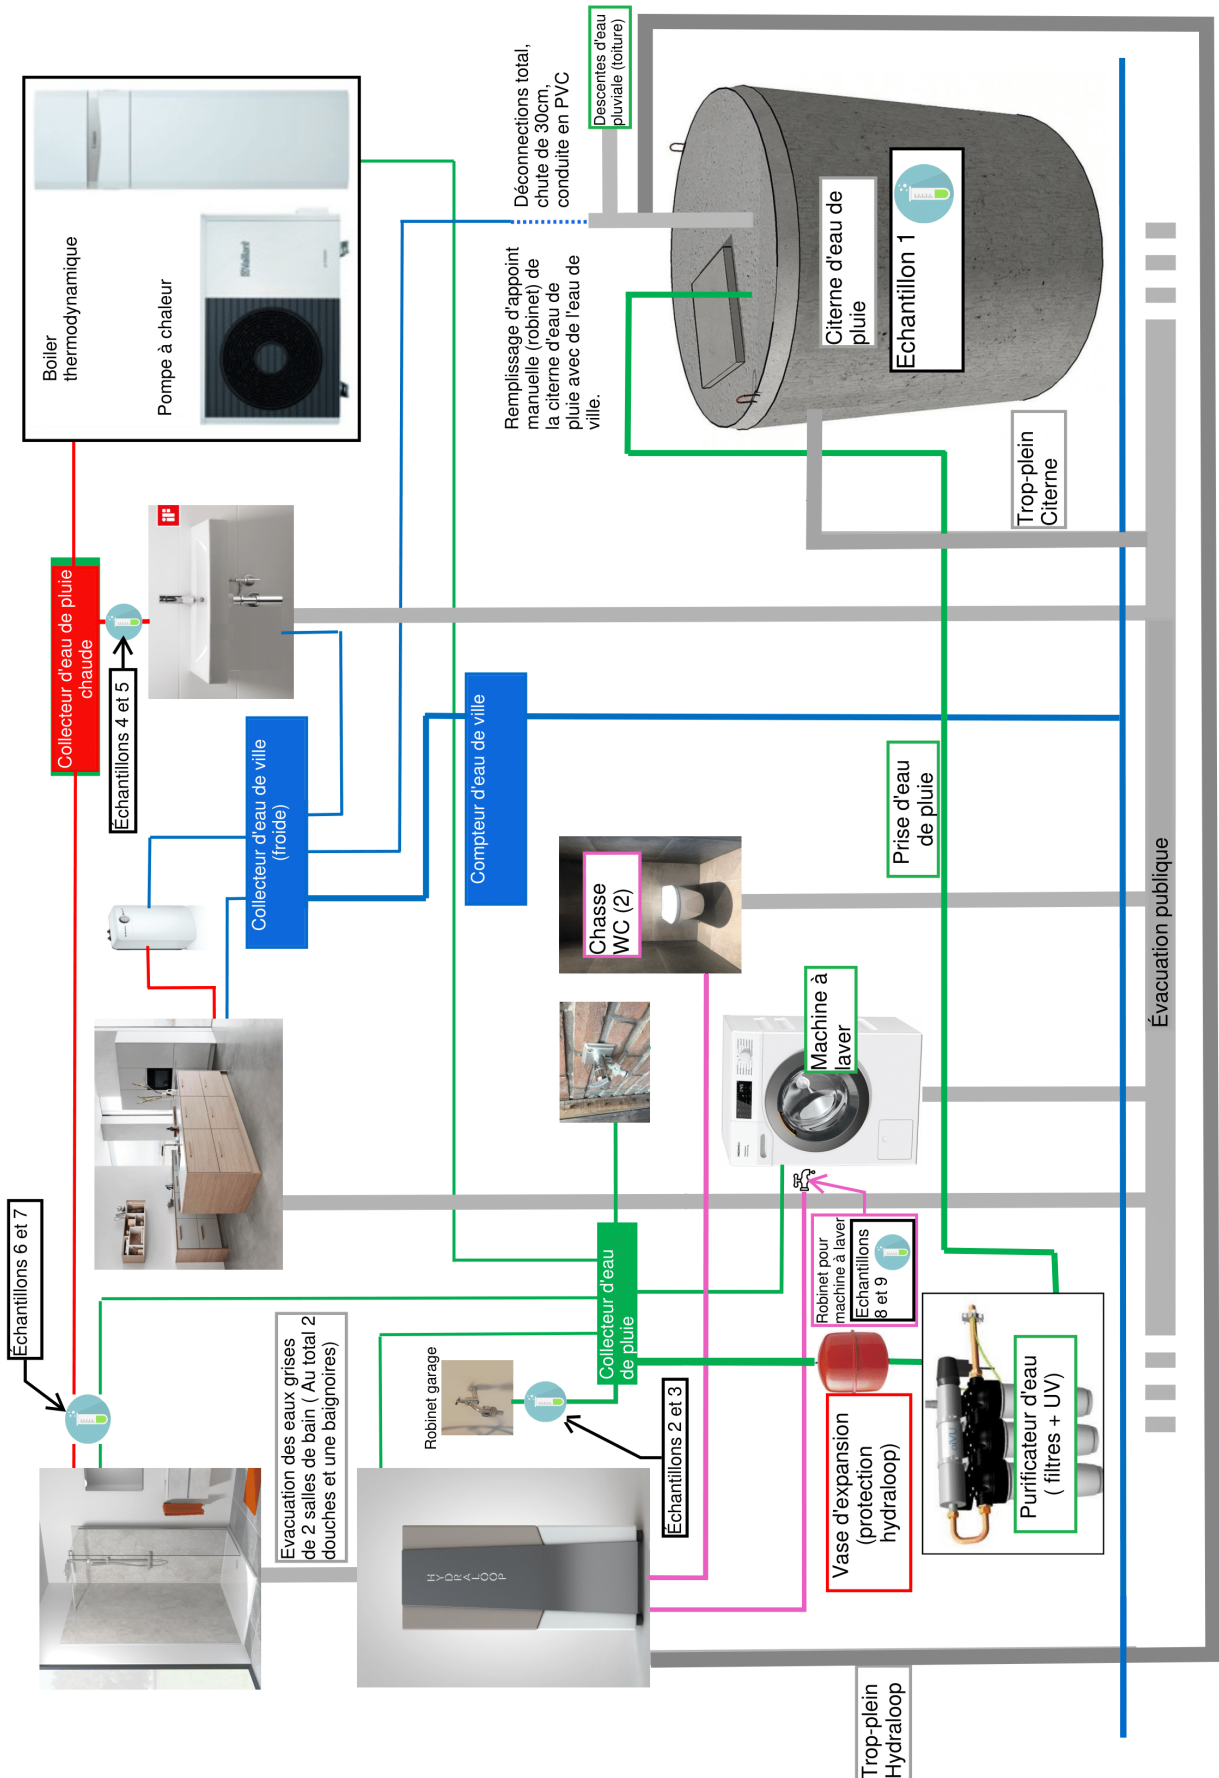 Échantillons 6 et 7
Collecteur d'eau de pluie
chaude
Échantillons 4 et 5
Boiler
thermodynamique
Pompe à chaleur
Vaillant
iF
Collecteur d'eau de ville
(froide)
Compteur d'eau de ville
Déconnections total,
chute de 30cm,
conduite en PVC
Descentes d'eau
pluviale (toiture)
Remplissage d'appoint
manuelle (robinet) de
la citerne d'eau de
pluie avec de l'eau de
ville.
Evacuation des eaux grises
de 2 salles de bain ( Au total 2
douches et une baignoires)
HYDRALOOP
Robinet garage
Échantillons 2 et 3
Collecteur d'eau
de pluie
Chasse
WC (2)
Machine à
laver
Robinet pour
machine à laver
Echantillons
8 et 9
Citerne d'eau de
pluie
Echantillon 1
Prise d'eau
de pluie
Trop-plein
Citerne
Vase d'expansion
(protection
hydraloop)
Purificateur d'eau
( filtres + UV)
Trop-plein
Hydraloop
Évacuation publique